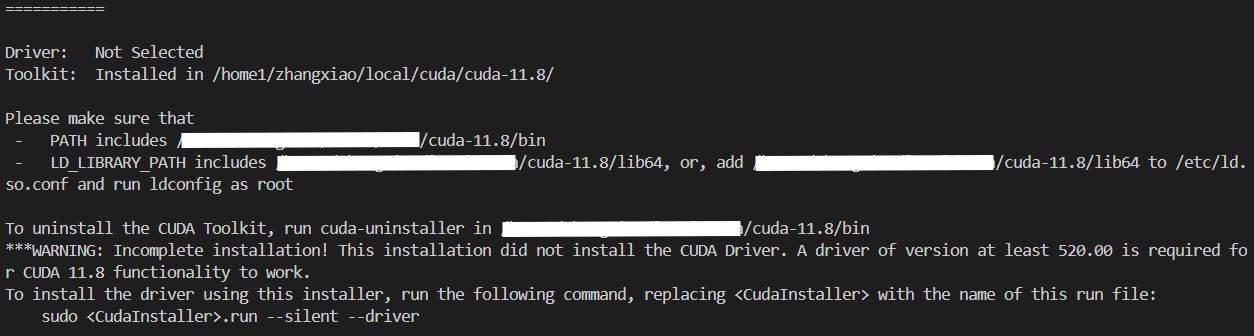 ===========
Driver: Not Selected
Toolkit: Installed in /home1/zhangxiao/local/cuda/cuda-11.8/
Please make sure that
- PATH includes / /cuda-11.8/bin
- LD_LIBRARY_PATH includes /cuda-11.8/lib64, or, add /cuda-11.8/lib64 to /etc/ld.
so.conf and run ldconfig as root
To uninstall the CUDA Toolkit, run cuda-uninstaller in /cuda-11.8/bin
***WARNING: Incomplete installation! This installation did not install the CUDA Driver. A driver of version at least 520.00 is required fo
r CUDA 11.8 functionality to work.
To install the driver using this installer, run the following command, replacing <CudaInstaller> with the name of this run file:
sudo <CudaInstaller>.run --silent --driver